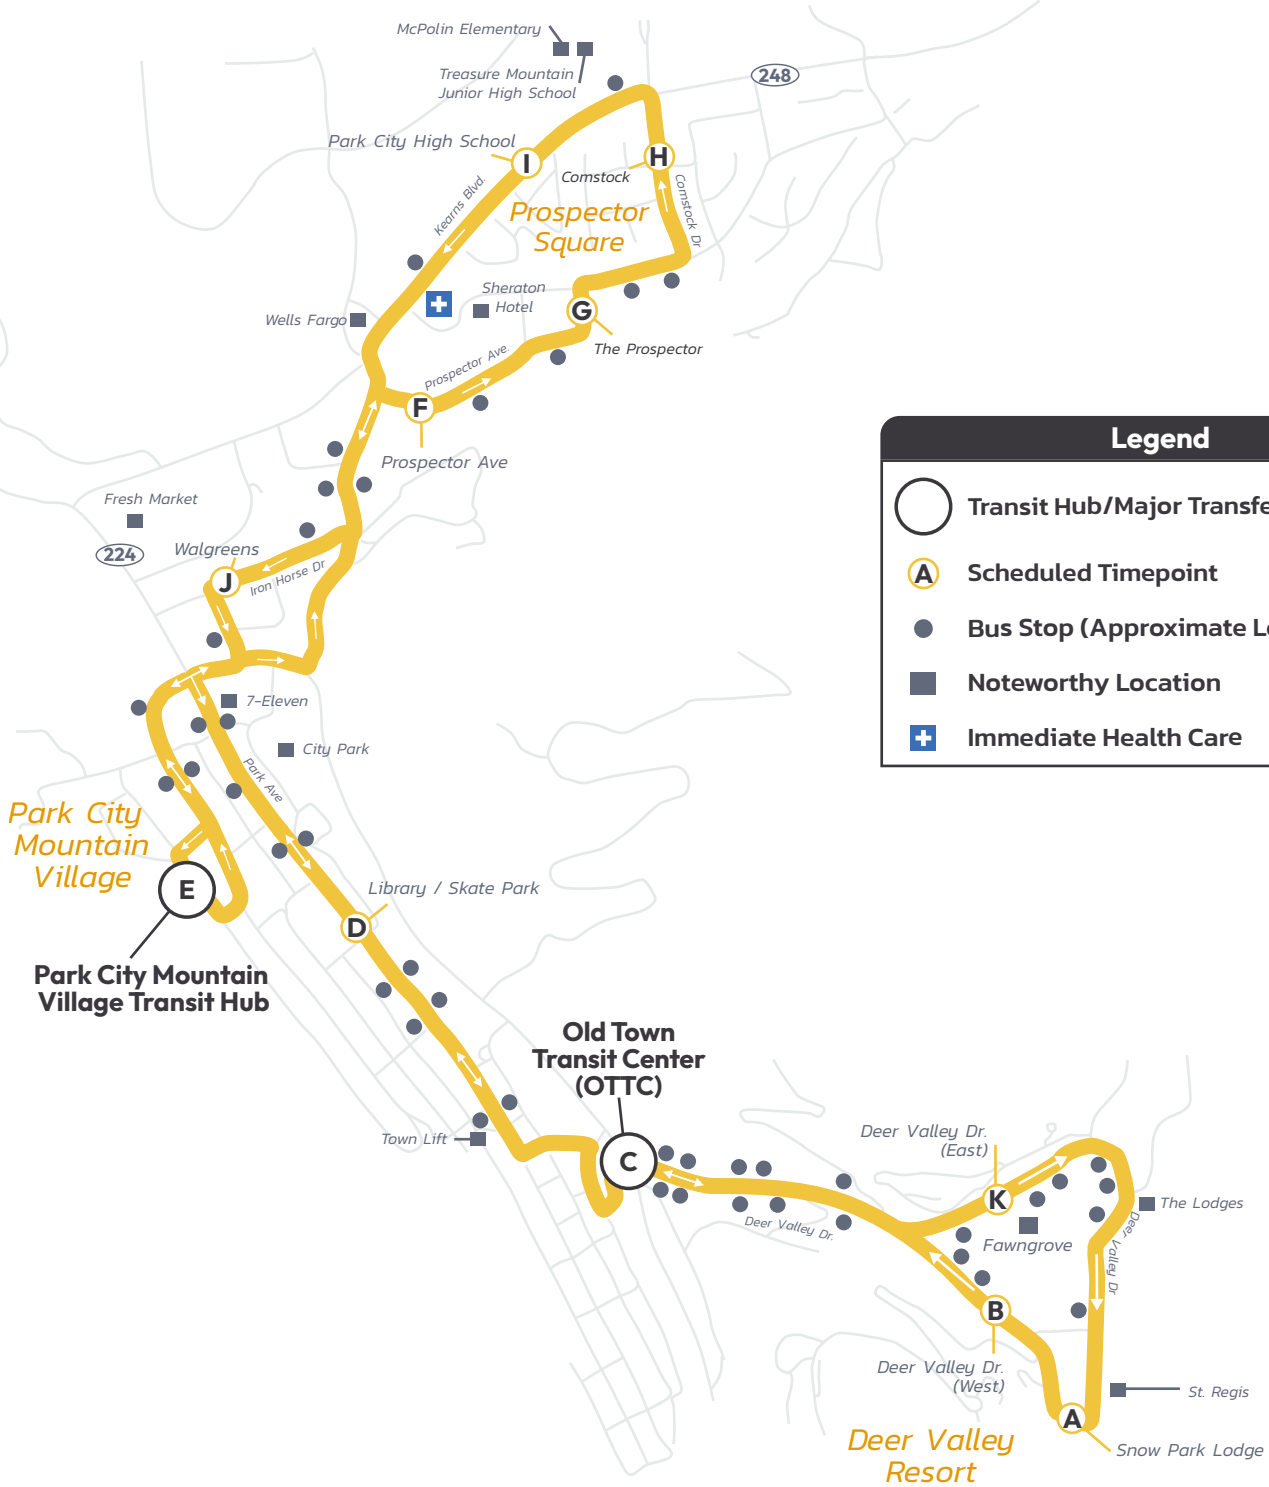 McPolin Elementary
Treasure Mountain
Junior High School
248
Park City High School
I
H
Comstock
Kearns Blvd.
Comstock Dr
Prospector
Square
Sheraton
Hotel
Wells Fargo
G
The Prospector
Prospector Ave.
F
Prospector Ave
Fresh Market
224
Walgreens
J
Iron Horse Dr
7-Eleven
City Park
Park Ave
Park City
Mountain
Village
E
Park City Mountain
Village Transit Hub
Library / Skate Park
D
Old Town
Transit Center
(OTTC)
C
Town Lift
Deer Valley Dr.
Deer Valley Dr.
(East)
K
Fawngrove
The Lodges
Deer Valley Dr
B
Deer Valley Dr.
(West)
St. Regis
A
Snow Park Lodge
Deer Valley
Resort
Legend
Transit Hub/Major Transfe
A Scheduled Timepoint
Bus Stop (Approximate L
Noteworthy Location
Immediate Health Care